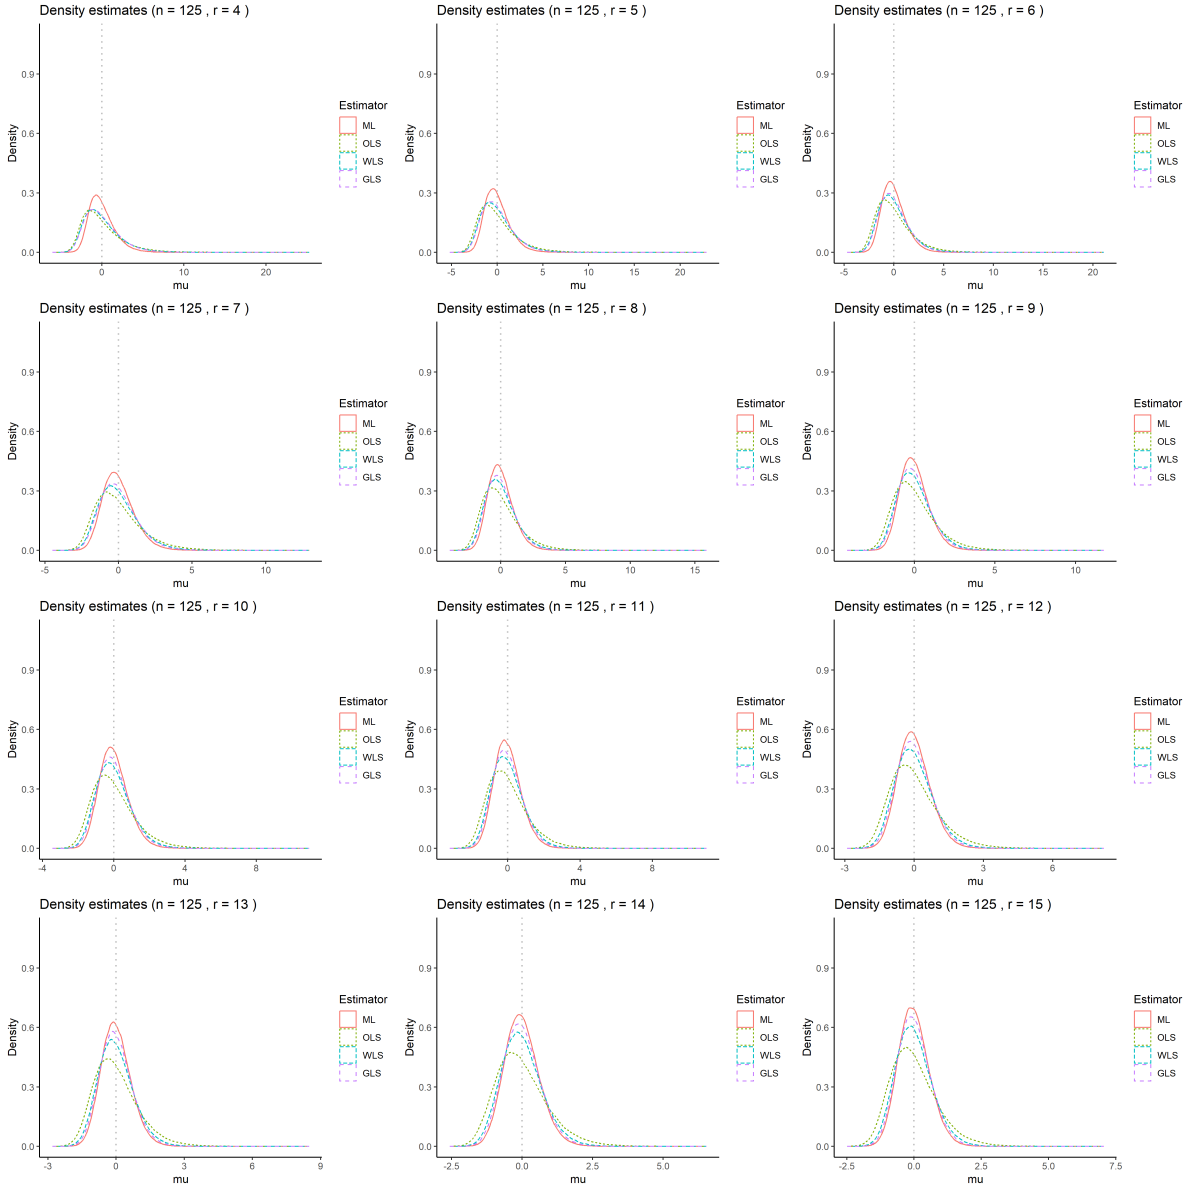 Density estimates (n = 125 , r = 4 )
Density
0.9
0.6
0.3
0.0
0
10
20
mu
Estimator
ML
OLS
WLS
GLS
Density estimates (n = 125 , r = 5 )
Density
0.9
0.6
0.3
0.0
-5
0
5
10
15
20
mu
Estimator
ML
OLS
WLS
GLS
Density estimates (n = 125 , r = 6 )
Density
0.9
0.6
0.3
0.0
-5
0
5
10
15
20
mu
Estimator
ML
OLS
WLS
GLS
Density estimates (n = 125 , r = 7 )
Density
0.9
0.6
0.3
0.0
-5
0
5
10
mu
Estimator
ML
OLS
WLS
GLS
Density estimates (n = 125 , r = 8 )
Density
0.9
0.6
0.3
0.0
0
5
10
15
mu
Estimator
ML
OLS
WLS
GLS
Density estimates (n = 125 , r = 9 )
Density
0.9
0.6
0.3
0.0
0
5
10
mu
Estimator
ML
OLS
WLS
GLS
Density estimates (n = 125 , r = 10 )
Density
0.9
0.6
0.3
0.0
-4
0
4
8
mu
Estimator
ML
OLS
WLS
GLS
Density estimates (n = 125 , r = 11 )
Density
0.9
0.6
0.3
0.0
0
4
8
mu
Estimator
ML
OLS
WLS
GLS
Density estimates (n = 125 , r = 12 )
Density
0.9
0.6
0.3
0.0
-3
0
3
6
mu
Estimator
ML
OLS
WLS
GLS
Density estimates (n = 125 , r = 13 )
Density
0.9
0.6
0.3
0.0
-3
0
3
6
9
mu
Estimator
ML
OLS
WLS
GLS
Density estimates (n = 125 , r = 14 )
Density
0.9
0.6
0.3
0.0
-2.5
0.0
2.5
5.0
mu
Estimator
ML
OLS
WLS
GLS
Density estimates (n = 125 , r = 15 )
Density
0.9
0.6
0.3
0.0
-2.5
0.0
2.5
5.0
7.5
mu
Estimator
ML
OLS
WLS
GLS